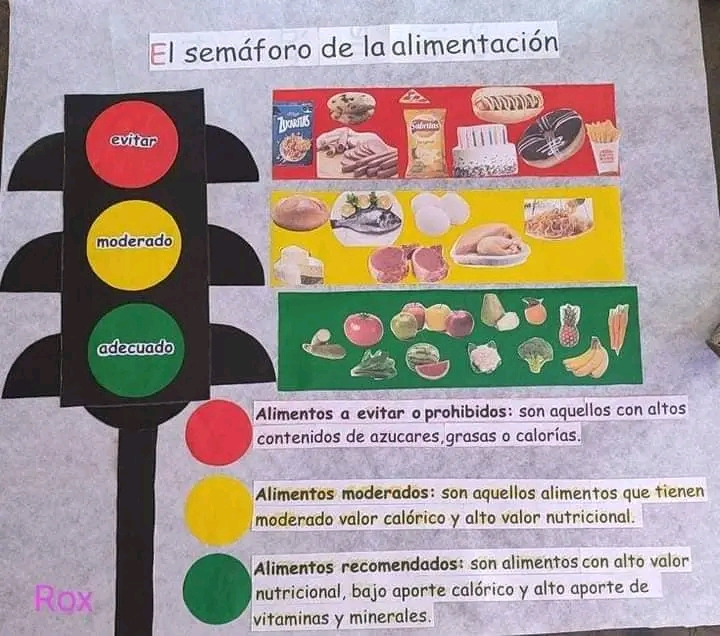 El semáforo de la alimentación
evitar
ZUCARITAS
Sabritas
moderado
adecuado
Alimentos a evitar o prohibidos: son aquellos con altos
contenidos de azucares,grasas o calorías.
Alimentos moderados: son aquellos alimentos que tienen
moderado valor calórico y alto valor nutricional.
Alimentos recomendados: son alimentos con alto valor
nutricional, bajo aporte calórico y alto aporte de
vitaminas y minerales.
Rox